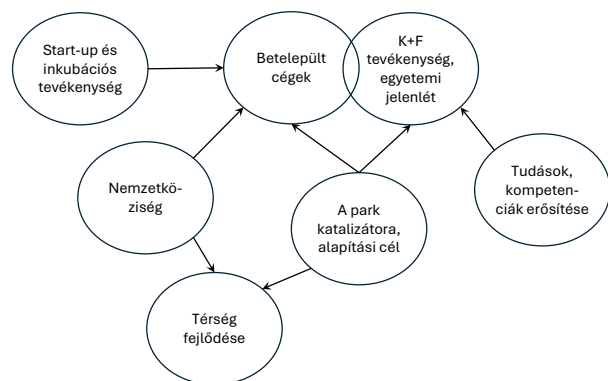 Start-up és
inkubációs
tevékenység
Betelepült
cégek
K+F
tevékenység,
egyetemi
jelenlét
Nemzetkö-
ziség
A park
katalizátora,
alapítási cél
Tudások,
kompeten-
ciák erősítése
Térség
fejlődése